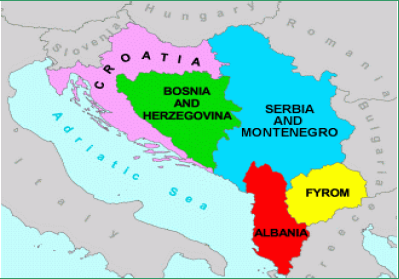 Hungary
Slovenia
Romania
CROATIA
BOSNIA
AND
HERZEGOVINA
SERBIA
AND
MONTENEGRO
Bulgaria
Adriatic Sea
Italy
FYROM
ALBANIA